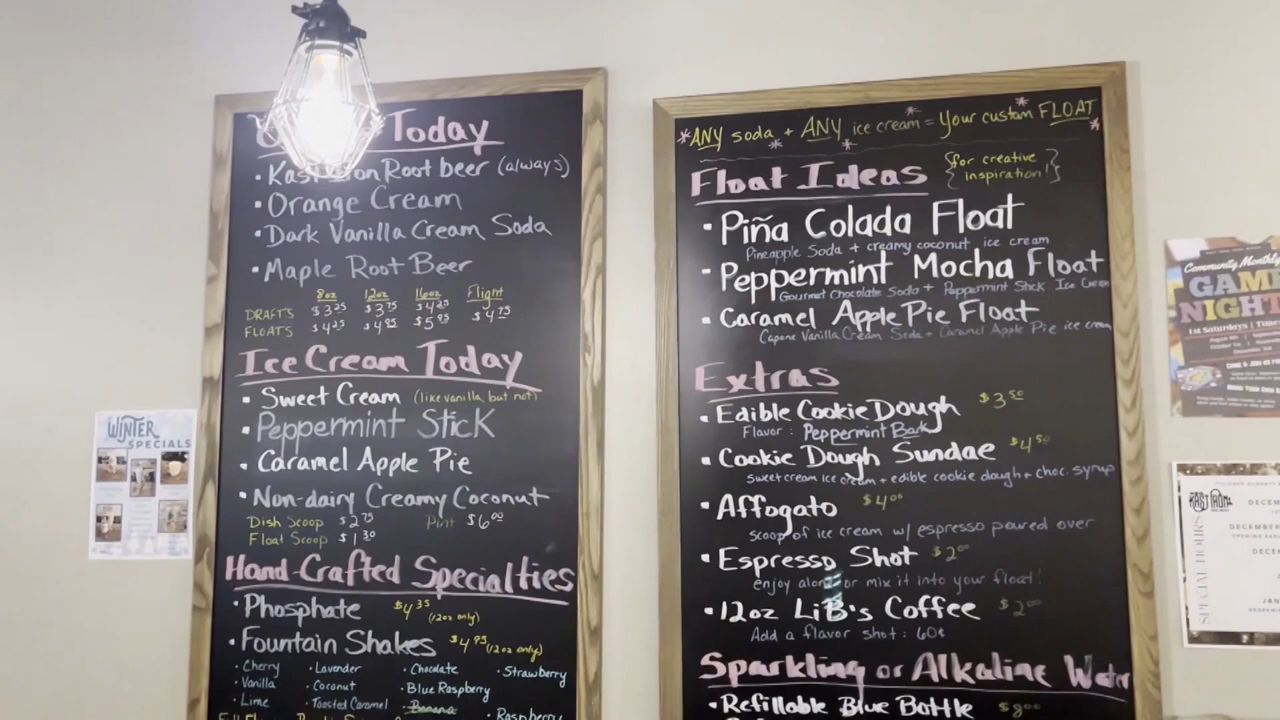 Today
Root beer (always)
• Orange Cream
• Dark Vanilla Cream Soda
• Maple Root Beer
8oz 12oz 16oz Flight
DRAFTS $3.25 $3.75 $4.25 $4.75
FLOATS $4.25 $4.95 $5.95
Ice Cream Today
• Sweet Cream (like vanilla, but not)
• Peppermint Stick
• Caramel Apple Pie
• Non-dairy Creamy Coconut
Dish Scoop $2.75 Pint $6.00
Float Scoop $1.30
Hand-Crafted Specialties
• Phosphate $4.35 (12oz only)
• Fountain Shakes $4.95 (12oz only)
• Cherry • Lavender • Chocolate • Strawberry
• Vanilla • Coconut • Blue Raspberry
• Lime • Toasted Caramel • Banana • Raspberry
*ANY soda + ANY ice cream = your custom FLOAT*
Float Ideas {for creative inspiration!}
• Piña Colada Float
Pineapple Soda + creamy coconut ice cream
• Peppermint Mocha Float
Gourmet Chocolate Soda + Peppermint Stick Ice Cream
• Caramel Apple Pie Float
Capone Vanilla Cream Soda + Caramel Apple Pie ice cream
Extras
• Edible Cookie Dough $3.50
Flavor: Peppermint Bark
• Cookie Dough Sundae $4.50
sweet cream ice cream + edible cookie dough + choc. syrup
• Affogato $4.00
scoop of ice cream w/ espresso poured over
• Espresso Shot $2.00
enjoy alone or mix it into your float!
• 12oz LiB's Coffee $2.00
Add a flavor shot: 60¢
Sparkling or Alkaline Water
• Refillable Blue Bottle $8.00
WINTER
SPECIALS
Community Monthly
GAME
NIGHT
1st Saturdays
SPECIAL HOURS